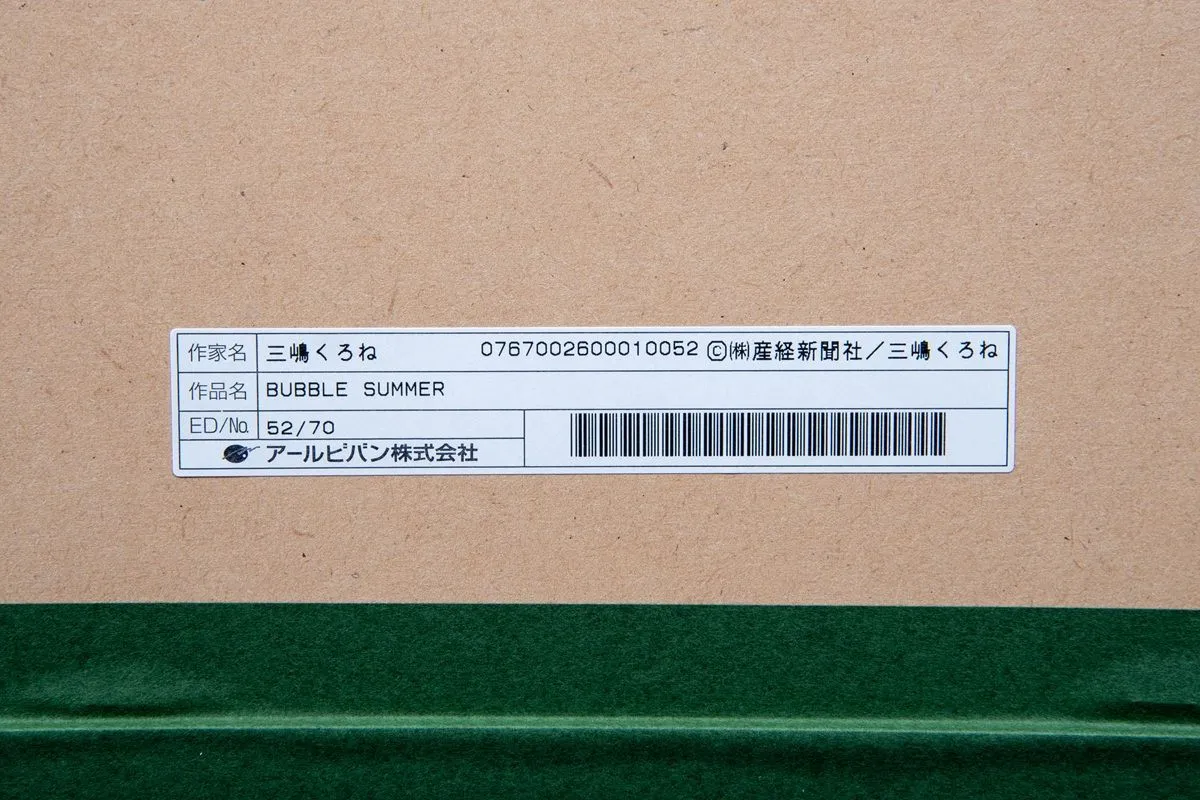 作家名 三嶋くろね 0767002600010052 Ⓒ㈱産経新聞社／三嶋くろね
作品名 BUBBLE SUMMER
ED/No. 52/70
アールビバン株式会社